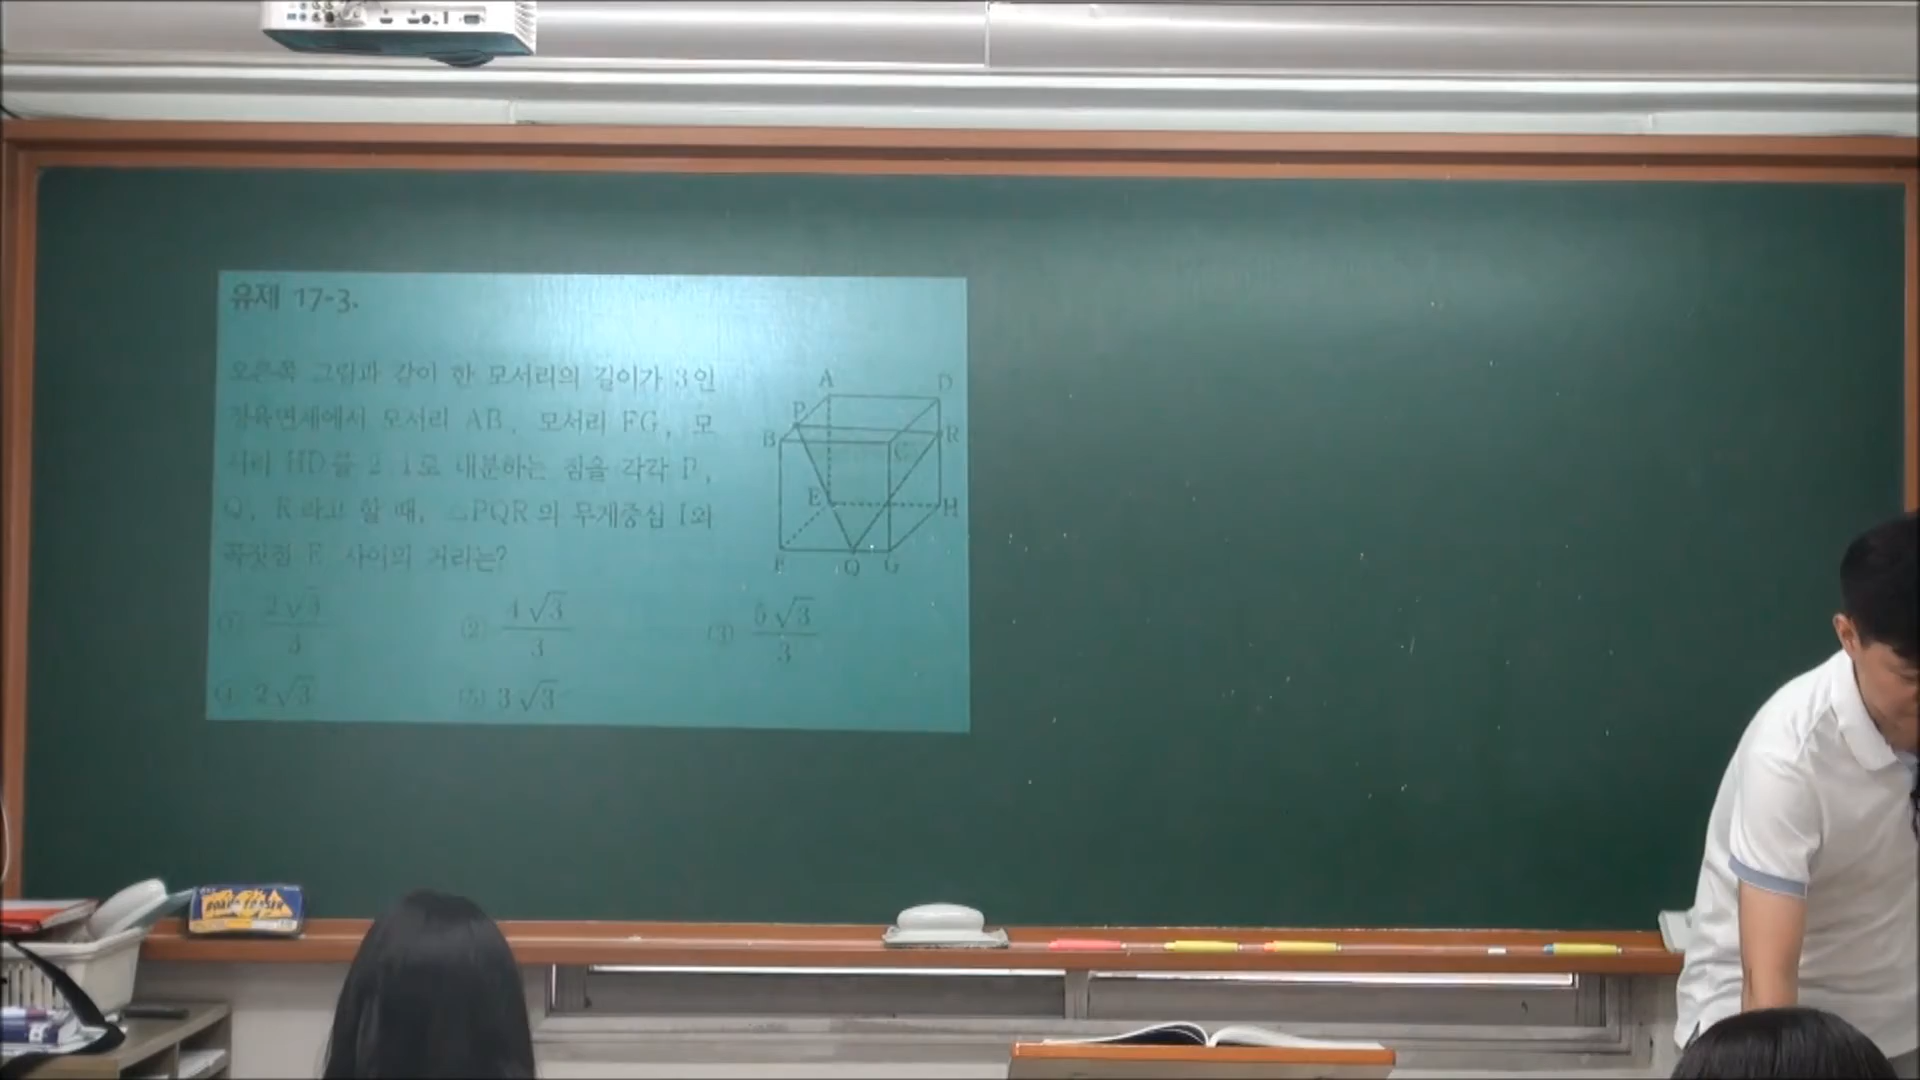 유제 17-3.
오른쪽 그림과 같이 한 모서리의 길이가 3인
정육면체에서 모서리 AB, 모서리 FG, 모
서리 HD를 2:1로 내분하는 점을 각각 P,
Q, R라고 할 때, △PQR의 무게중심 I와
꼭짓점 E 사이의 거리는?
A
D
P
B
R
C
E
H
F
Q
G
① 2√3/3
② 4√3/3
③ 5√3/3
④ 2√3
⑤ 3√3